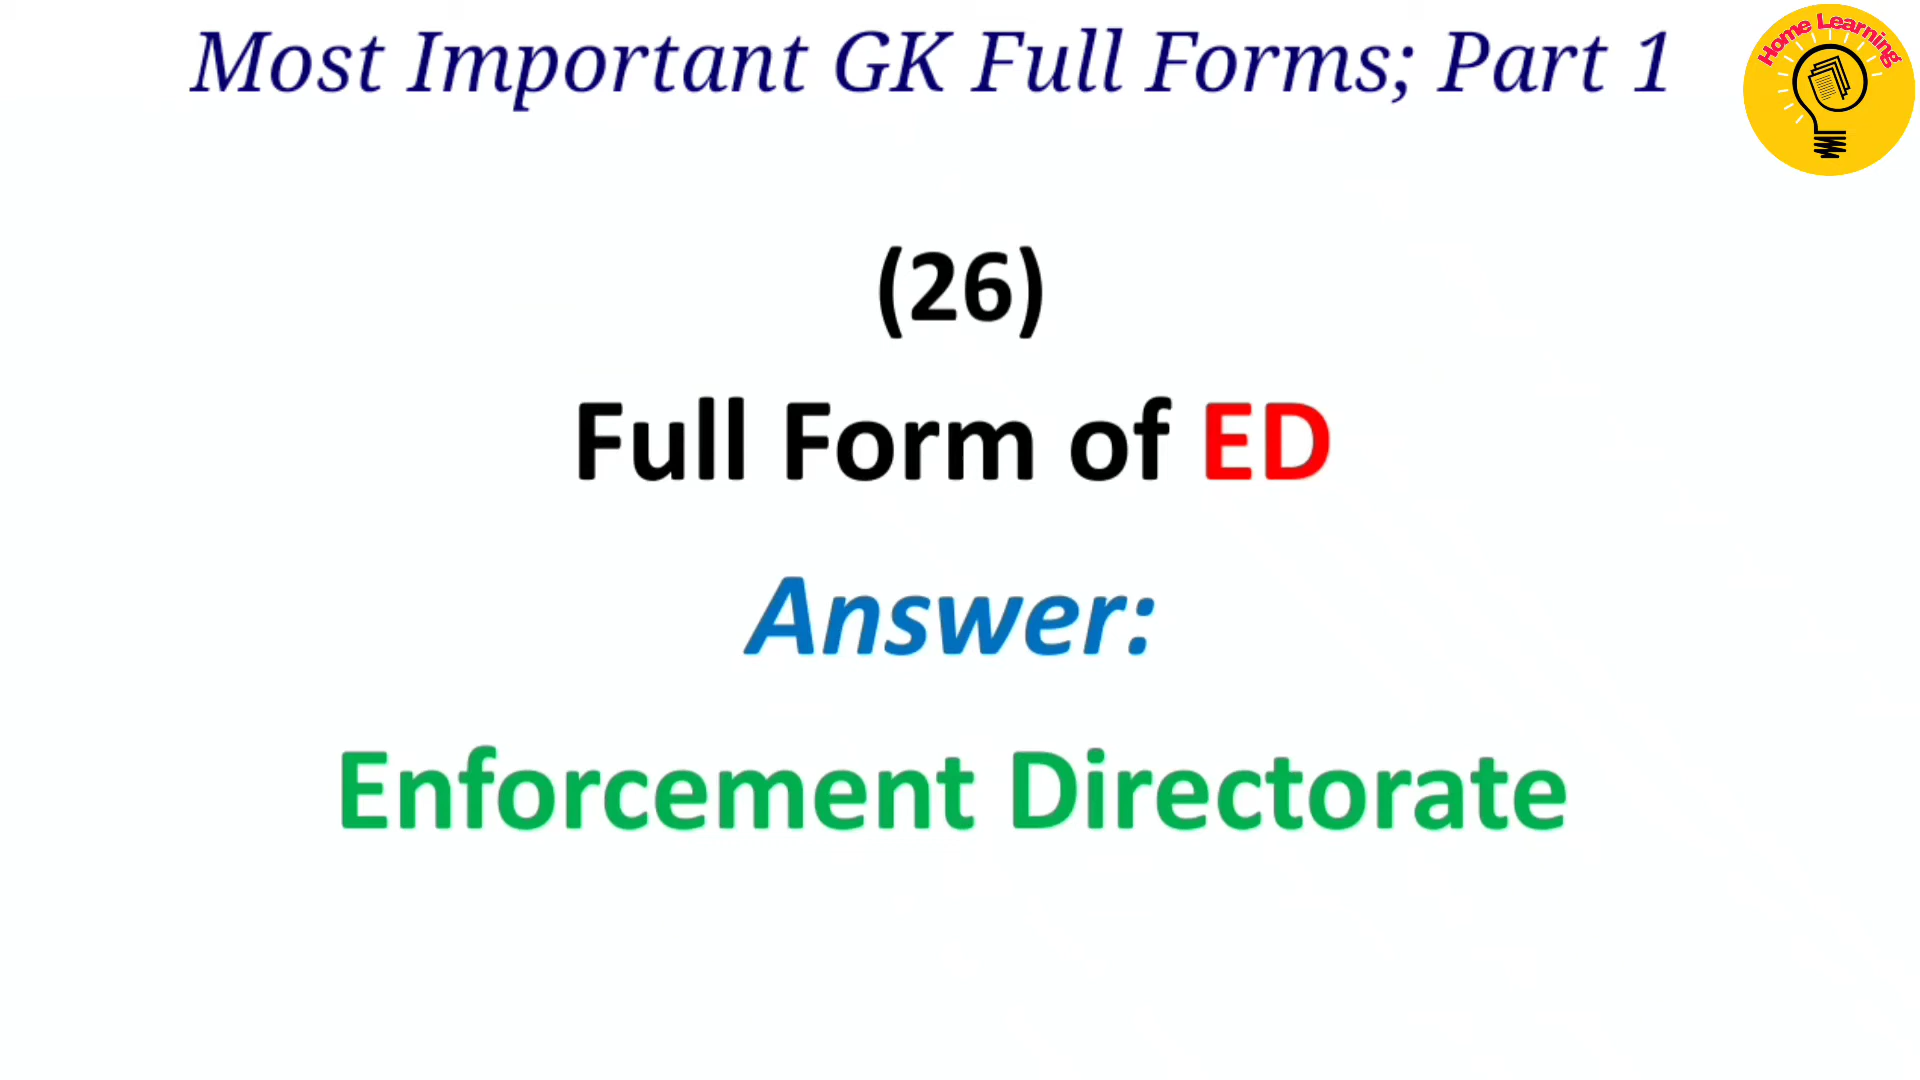 Most Important GK Full Forms; Part 1
Home Learning
(26)
Full Form of ED
Answer:
Enforcement Directorate